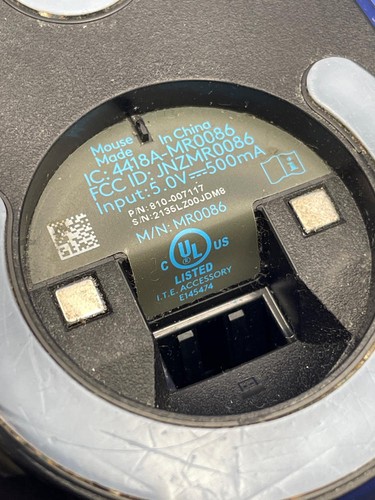 Mouse
Made in China
IC: 4418A-MR0086
FCC ID: JNZMR0086
Input: 5.0V⎓500mA
P/N: 810-007117
S/N: 2135LZ00JDM8
M/N: MR0086
C UL US
LISTED
I.T.E. ACCESSORY
E145474